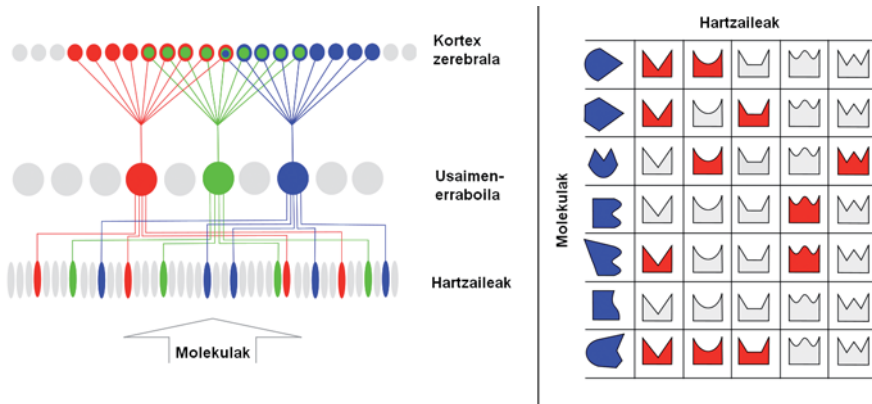 Kortex
zerebrala
Usaimen-
erraboila
Hartzaileak
Molekulak
Hartzaileak
Molekulak